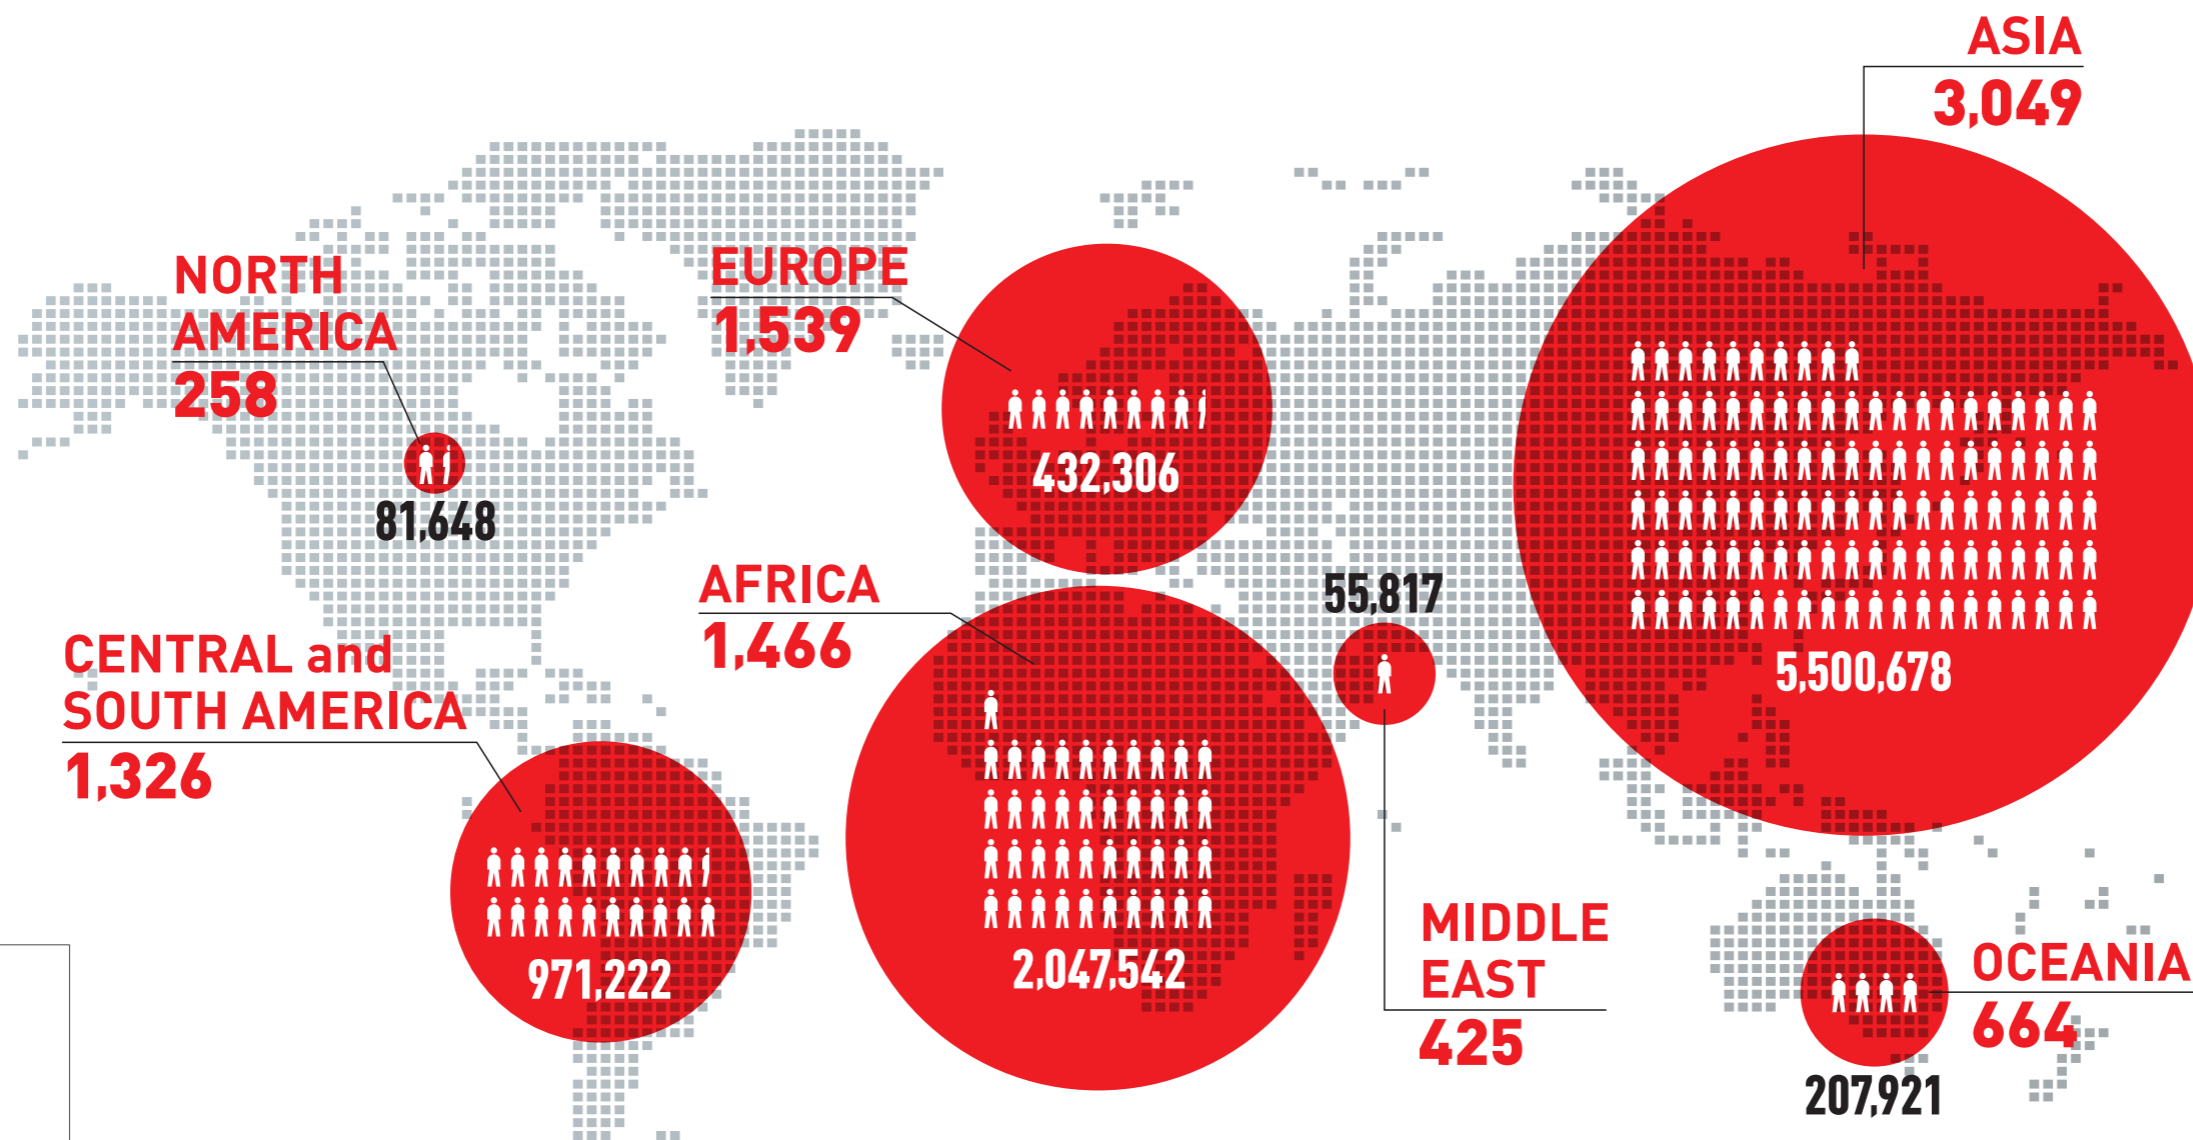 ASIA
3,049
5,500,678
NORTH
AMERICA
258
81,648
EUROPE
1,539
432,306
AFRICA
1,466
2,047,542
CENTRAL and
SOUTH AMERICA
1,326
971,222
55,817
MIDDLE
EAST
425
OCEANIA
664
207,921